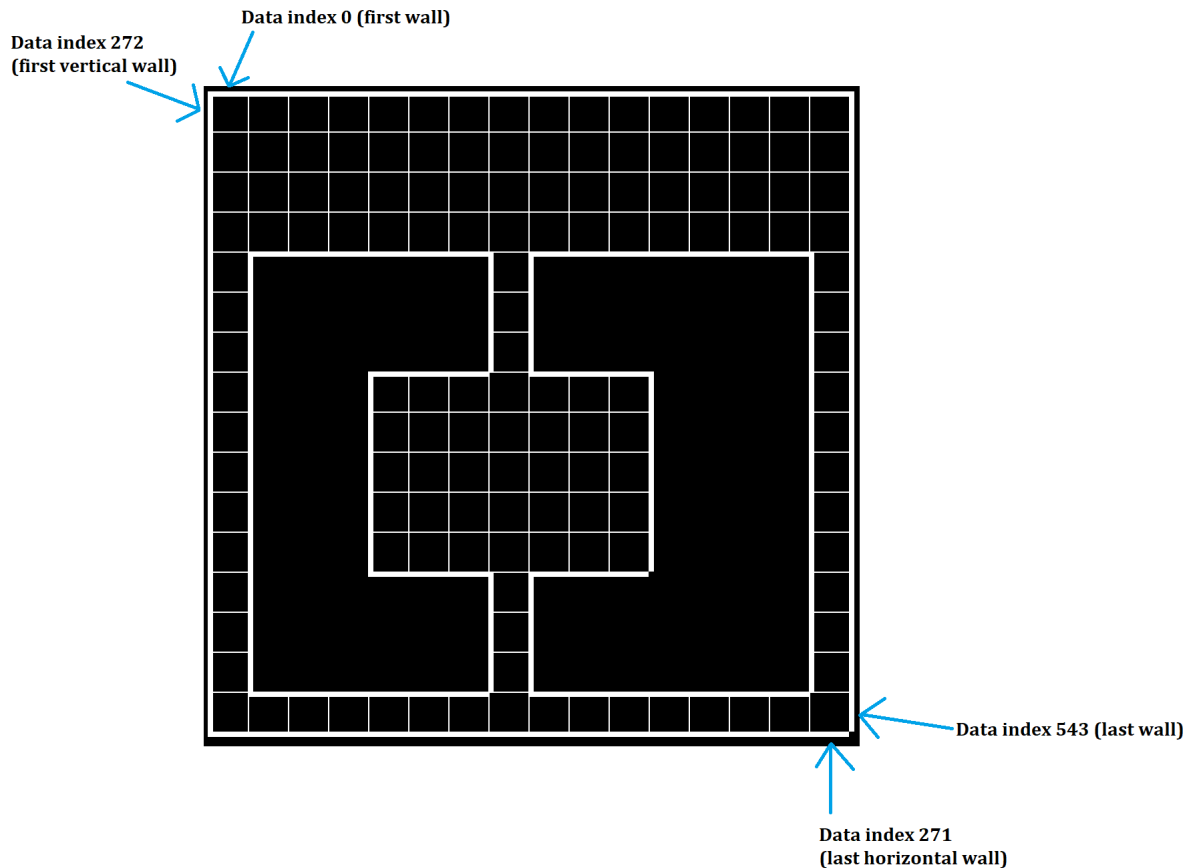 Data index 0 (first wall)
Data index 272
(first vertical wall)
Data index 543 (last wall)
Data index 271
(last horizontal wall)